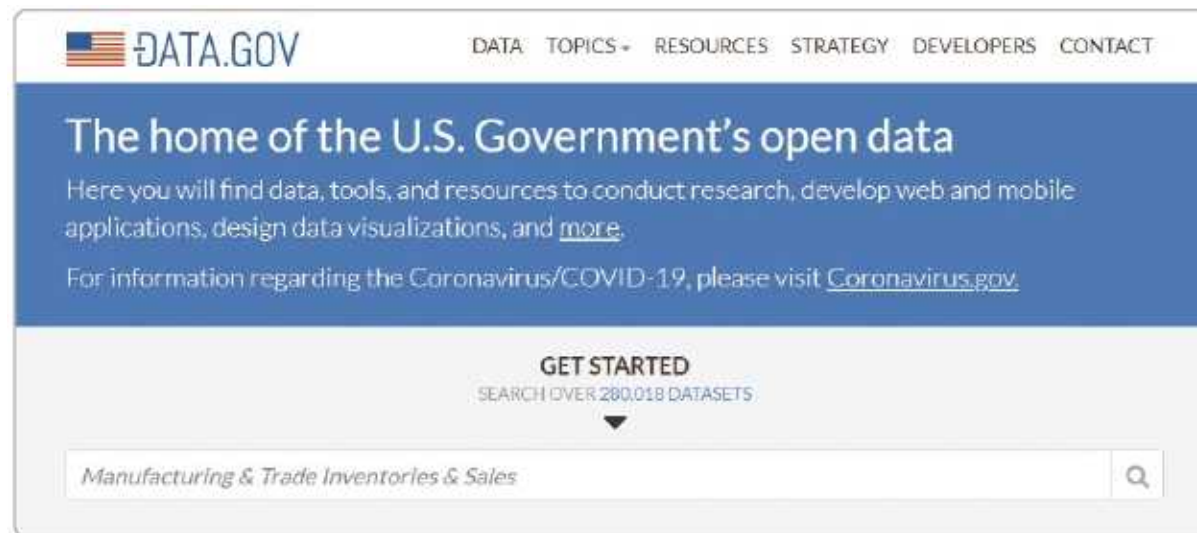 DATA.GOV
DATA TOPICS RESOURCES STRATEGY DEVELOPERS CONTACT
The home of the U.S. Government's open data
Here you will find data, tools, and resources to conduct research, develop web and mobile
applications, design data visualizations, and more.
For information regarding the Coronavirus/COVID-19, please visit Coronavirus.gov.
GET STARTED
SEARCH OVER 280,018 DATASETS
Manufacturing & Trade Inventories & Sales